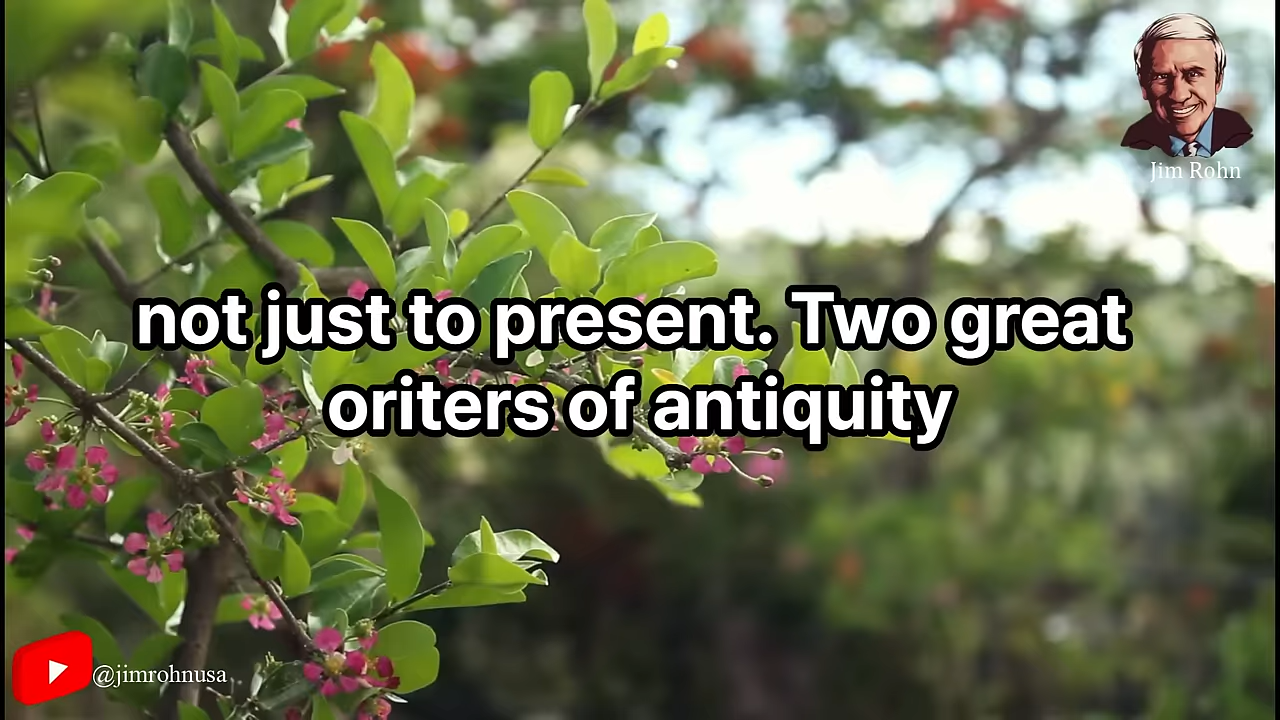 Jim Rohn
not just to present. Two great
oriters of antiquity
@jimrohnusa